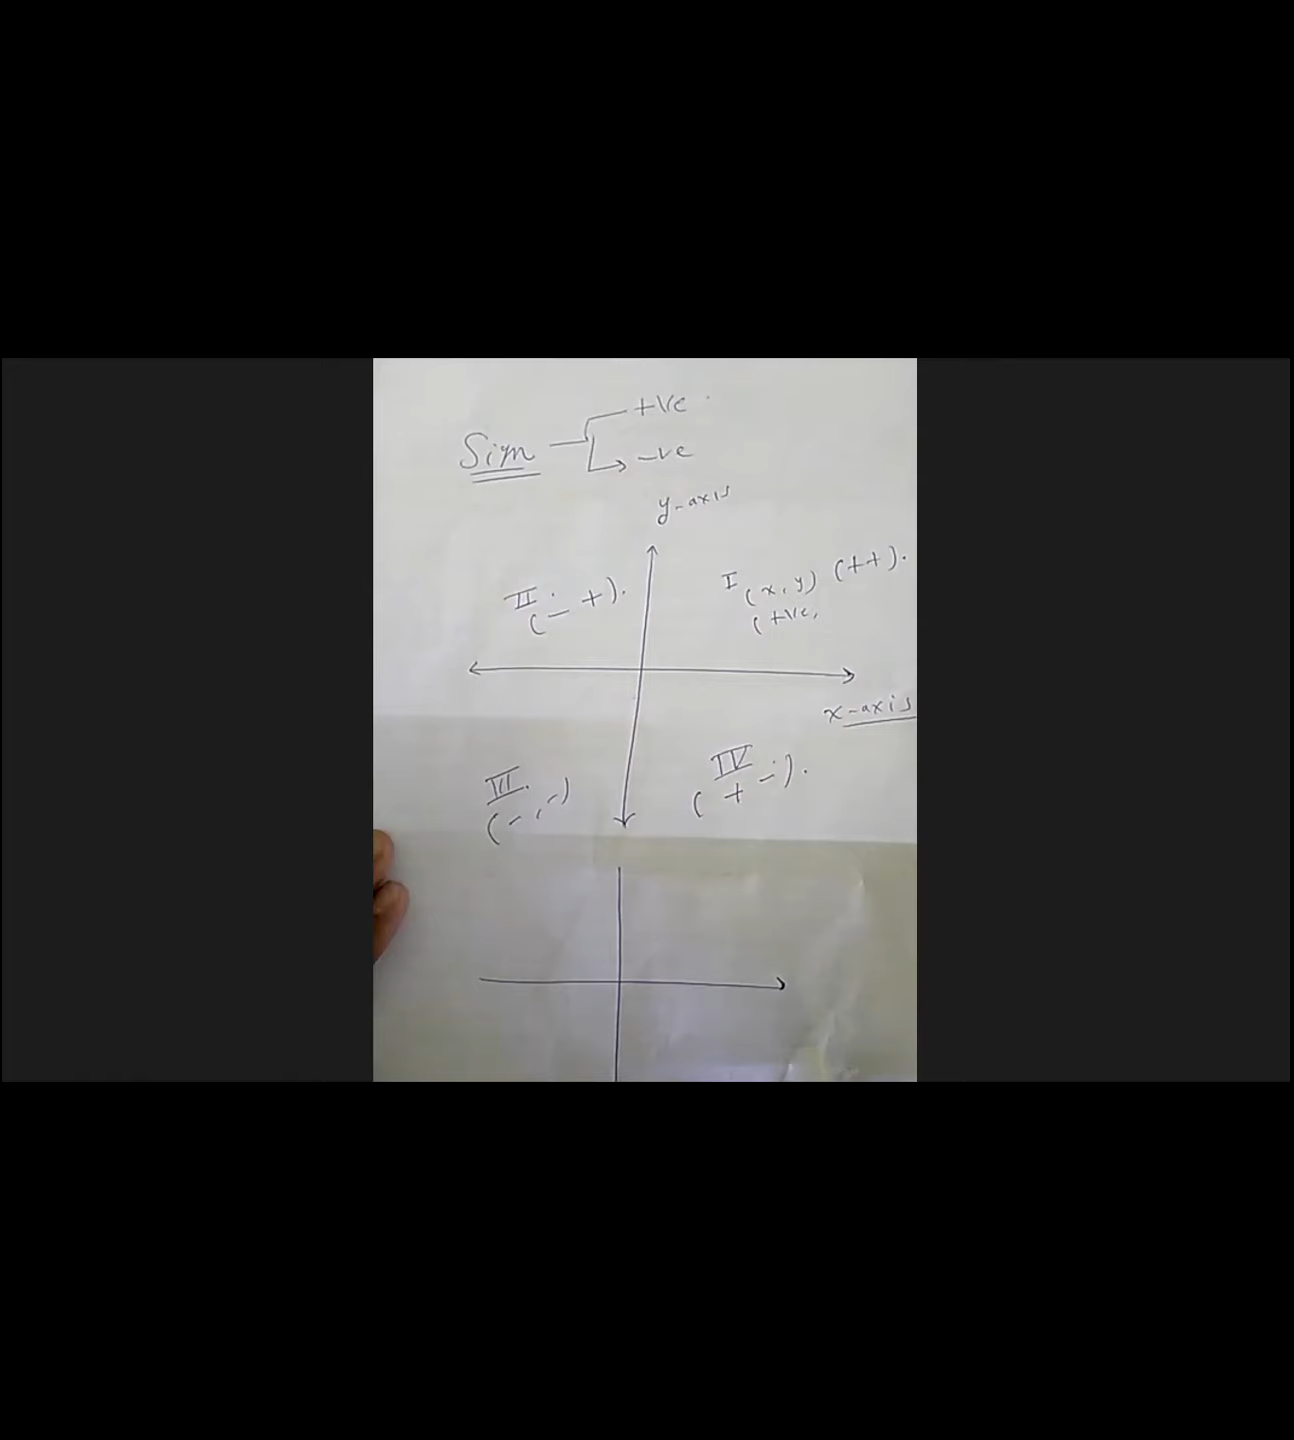 Sign
+ve
-ve
y-axis
II
(- +).
I
(x, y) (++).
(+ve,
x-axis
III.
(-,-)
IV
(+ -).